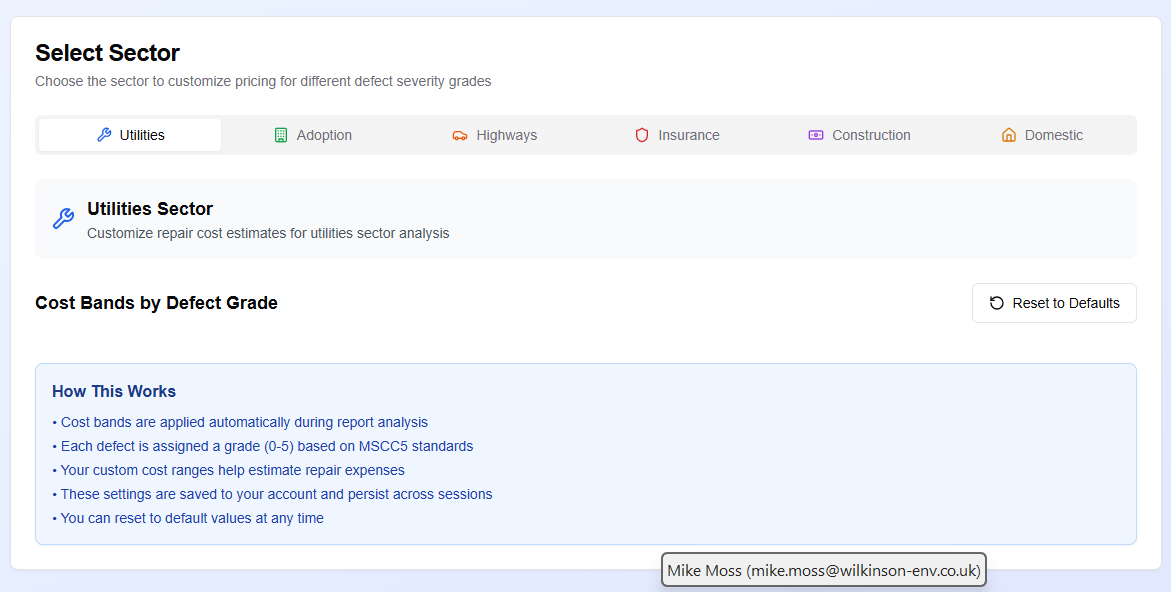 Select Sector
Choose the sector to customize pricing for different defect severity grades
Utilities
Adoption
Highways
Insurance
Construction
Domestic
Utilities Sector
Customize repair cost estimates for utilities sector analysis
Cost Bands by Defect Grade
Reset to Defaults
How This Works
• Cost bands are applied automatically during report analysis
• Each defect is assigned a grade (0-5) based on MSCC5 standards
• Your custom cost ranges help estimate repair expenses
• These settings are saved to your account and persist across sessions
• You can reset to default values at any time
Mike Moss (mike.moss@wilkinson-env.co.uk)